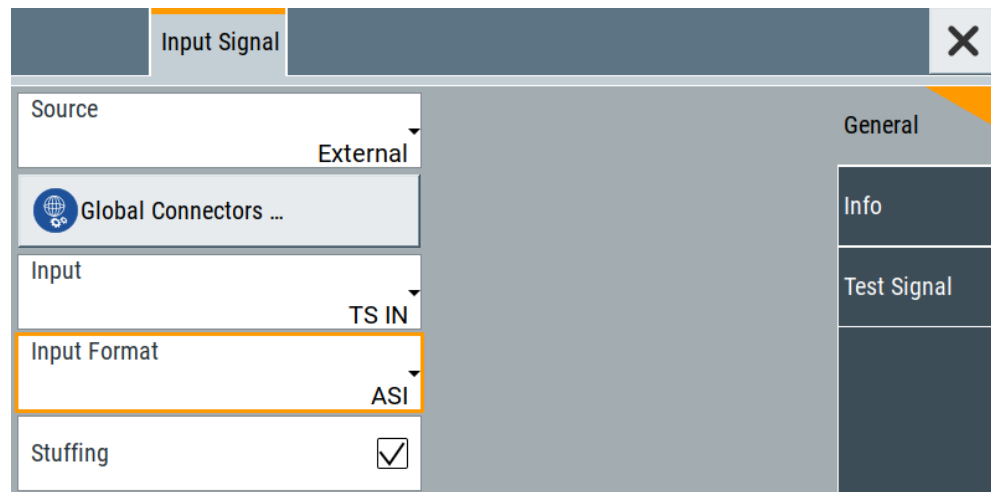 Input Signal
Source
External
Global Connectors ...
Input
TS IN
Input Format
ASI
Stuffing
General
Info
Test Signal